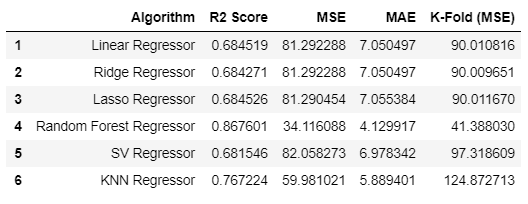 Algorithm R2 Score MSE MAE K-Fold (MSE)
1 Linear Regressor 0.684519 81.292288 7.050497 90.010816
2 Ridge Regressor 0.684271 81.292288 7.050497 90.009651
3 Lasso Regressor 0.684526 81.290454 7.055384 90.011670
4 Random Forest Regressor 0.867601 34.116088 4.129917 41.388030
5 SV Regressor 0.681546 82.058273 6.978342 97.318609
6 KNN Regressor 0.767224 59.981021 5.889401 124.872713